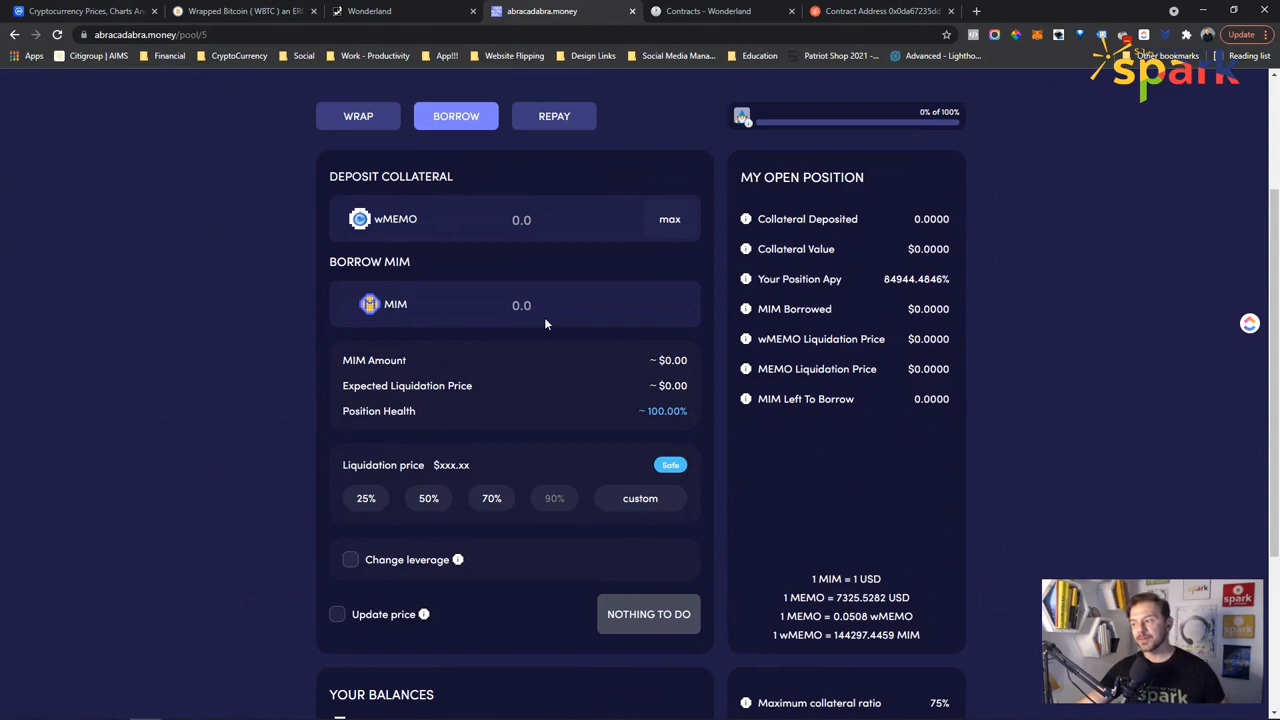 Cryptocurrency Prices, Charts An
Wrapped Bitcoin ( WBTC ) an ERC
Wonderland
abracadabra.money
Contracts - Wonderland
Contract Address 0x0da67235dd
abracadabra.money/pool/5
Update
Apps
Citigroup | AIMS
Financial
CryptoCurrency
Social
Work - Productivity
App!!!
Website Flipping
Design Links
Social Media Mana...
Education
Patriot Shop 2021 -...
Advanced - Lightho...
Other bookmarks
Reading list
spark
WRAP
BORROW
REPAY
0% of 100%
DEPOSIT COLLATERAL
wMEMO
0.0
max
BORROW MIM
MIM
0.0
MIM Amount
~ $0.00
Expected Liquidation Price
~ $0.00
Position Health
~ 100.00%
Liquidation price $xxx.xx
Safe
25%
50%
70%
90%
custom
Change leverage
Update price
NOTHING TO DO
YOUR BALANCES
MY OPEN POSITION
Collateral Deposited
0.0000
Collateral Value
$0.0000
Your Position Apy
84944.4846%
MIM Borrowed
$0.0000
wMEMO Liquidation Price
$0.0000
MEMO Liquidation Price
$0.0000
MIM Left To Borrow
0.0000
1 MIM = 1 USD
1 MEMO = 7325.5282 USD
1 MEMO = 0.0508 wMEMO
1 wMEMO = 144297.4459 MIM
Maximum collateral ratio
75%
spark
spark